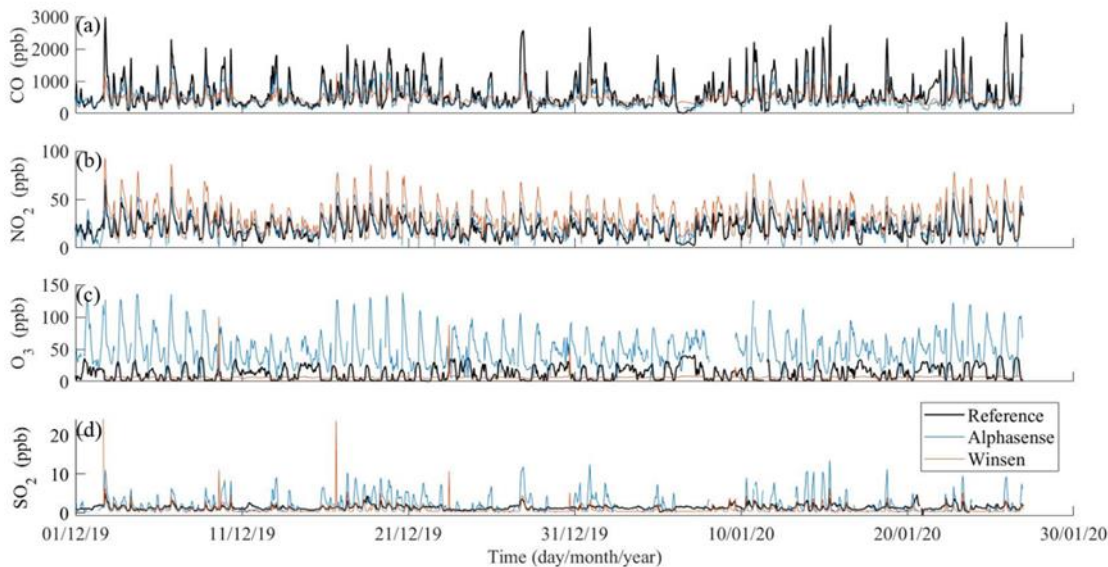 (a)
3000
2000
1000
0
CO (ppb)
(b)
100
50
0
NO2 (ppb)
(c)
150
100
50
0
O3 (ppb)
(d)
20
10
0
SO2 (ppb)
Reference
Alphasense
Winsen
01/12/19 11/12/19 21/12/19 31/12/19 10/01/20 20/01/20 30/01/20
Time (day/month/year)